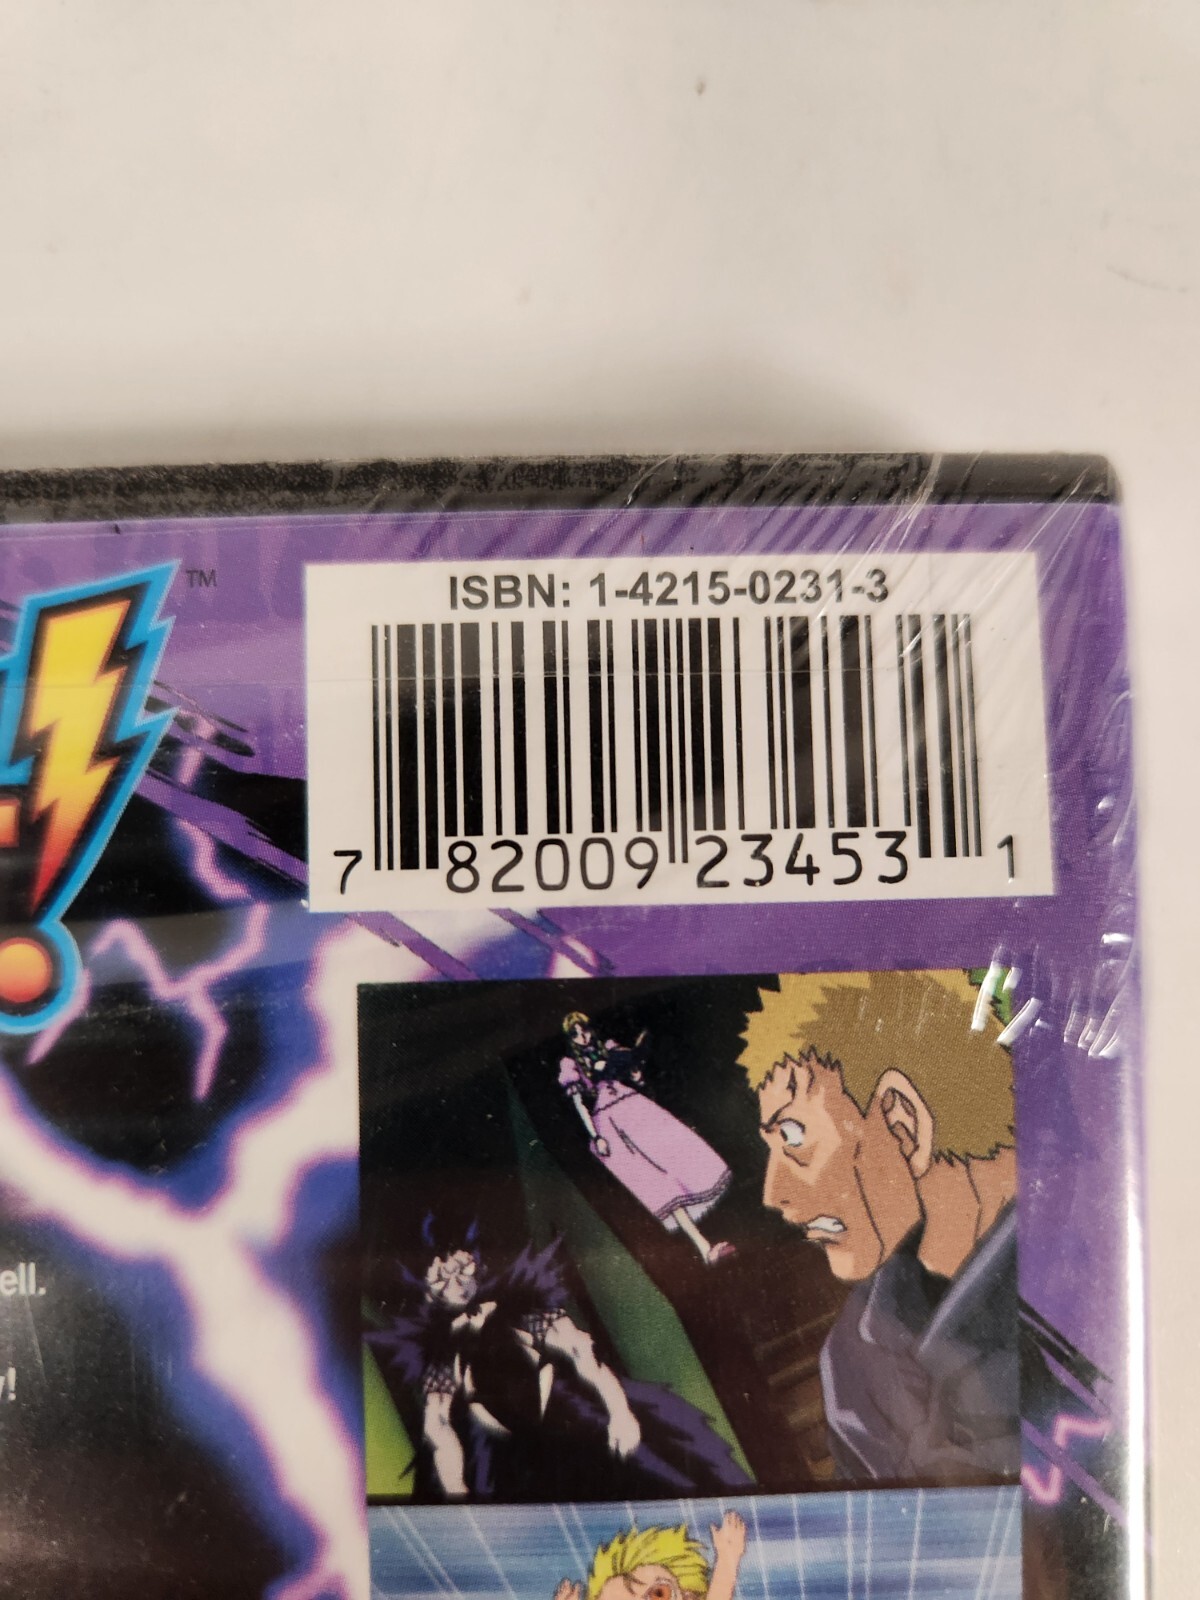 TM
ISBN: 1-4215-0231-3
7 82009 23453 1
ell.
!